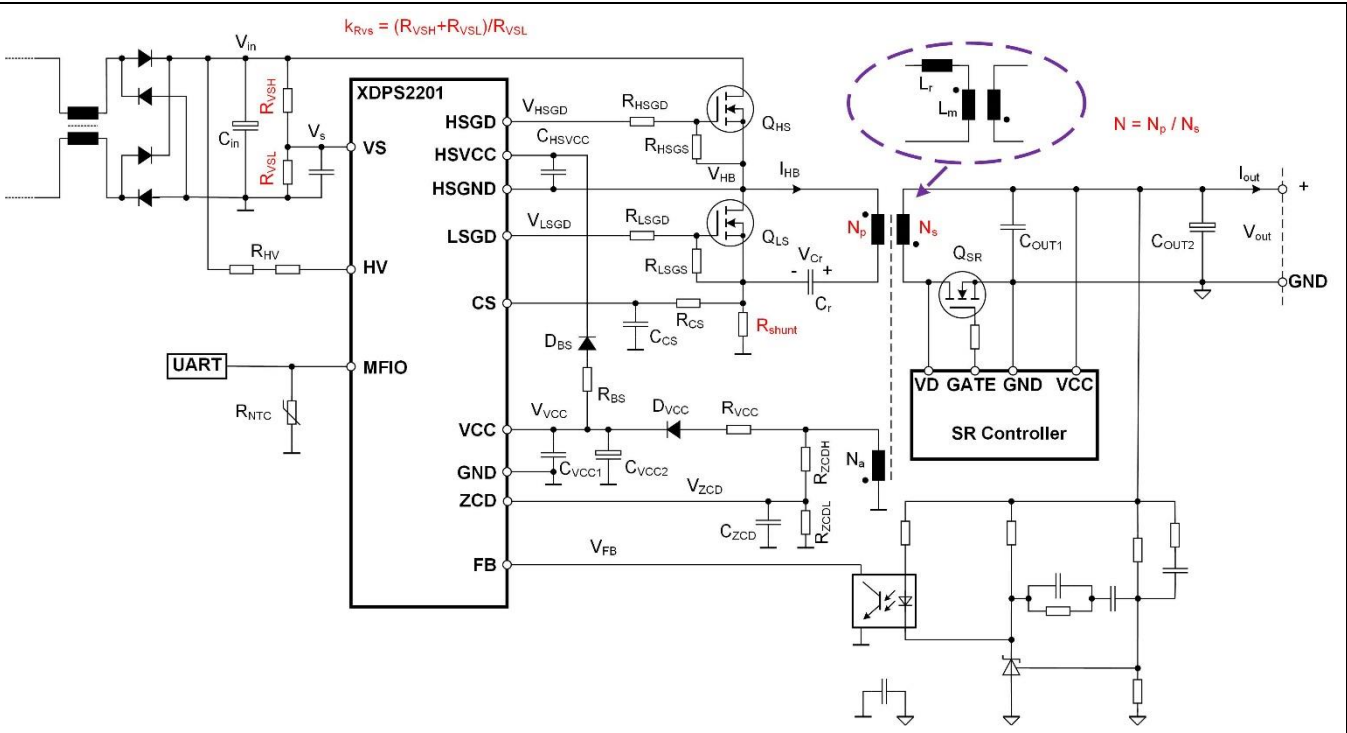 k_Rvs = (R_VSH+R_VSL)/R_VSL
V_in
R_VSH
R_VSL
C_in
V_s
R_HV
XDPS2201
VS
HV
MFIO
HSGD
HSVCC
HSGND
LSGD
CS
VCC
GND
ZCD
FB
UART
R_NTC
V_HSGD
R_HSGD
C_HSVCC
R_HSGS
Q_HS
V_HB
I_HB
V_LSGD
R_LSGD
R_LSGS
Q_LS
V_Cr
- +
C_r
R_CS
C_CS
R_shunt
D_BS
R_BS
V_VCC
D_VCC
R_VCC
C_VCC1
C_VCC2
V_ZCD
C_ZCD
R_ZCDH
R_ZCDL
N_a
V_FB
L_r
L_m
N = N_p / N_s
N_p
N_s
Q_SR
C_OUT1
C_OUT2
I_out
+
V_out
GND
VD GATE GND VCC
SR Controller